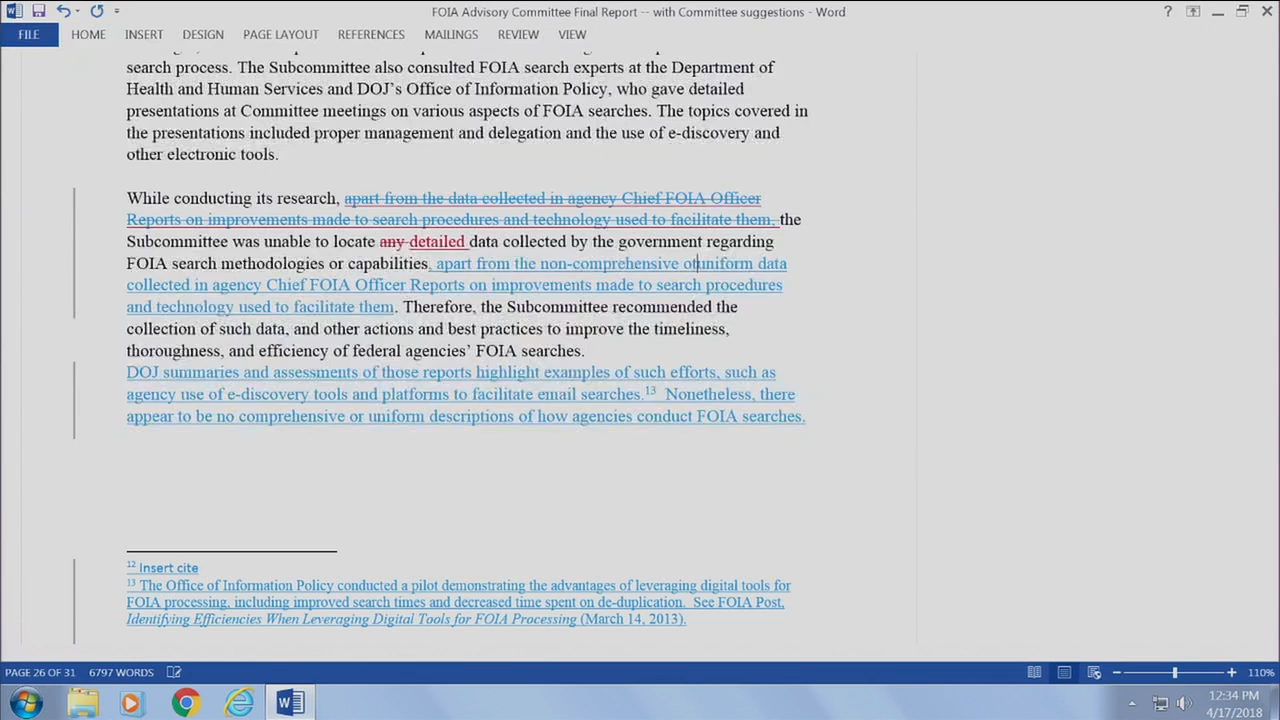 FOIA Advisory Committee Final Report -- with Committee suggestions - Word
?
FILE HOME INSERT DESIGN PAGE LAYOUT REFERENCES MAILINGS REVIEW VIEW
search process. The Subcommittee also consulted FOIA search experts at the Department of
Health and Human Services and DOJ's Office of Information Policy, who gave detailed
presentations at Committee meetings on various aspects of FOIA searches. The topics covered in
the presentations included proper management and delegation and the use of e-discovery and
other electronic tools.
While conducting its research, apart from the data collected in agency Chief FOIA Officer
Reports on improvements made to search procedures and technology used to facilitate them, the
Subcommittee was unable to locate any detailed data collected by the government regarding
FOIA search methodologies or capabilities, apart from the non-comprehensive otuniform data
collected in agency Chief FOIA Officer Reports on improvements made to search procedures
and technology used to facilitate them. Therefore, the Subcommittee recommended the
collection of such data, and other actions and best practices to improve the timeliness,
thoroughness, and efficiency of federal agencies' FOIA searches.
DOJ summaries and assessments of those reports highlight examples of such efforts, such as
agency use of e-discovery tools and platforms to facilitate email searches.13 Nonetheless, there
appear to be no comprehensive or uniform descriptions of how agencies conduct FOIA searches.
12 Insert cite
13 The Office of Information Policy conducted a pilot demonstrating the advantages of leveraging digital tools for
FOIA processing, including improved search times and decreased time spent on de-duplication. See FOIA Post,
Identifying Efficiencies When Leveraging Digital Tools for FOIA Processing (March 14, 2013).
PAGE 26 OF 31 6797 WORDS 110%
12:34 PM
4/17/2018